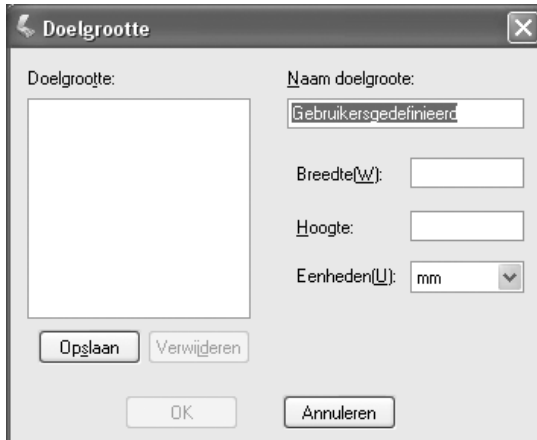 Doelgrootte
Doelgrootte:
Naam doelgroote:
Gebruikersgedefinieerd
Breedte(W):
Hoogte:
Eenheden(U): mm
Opslaan Verwijderen
OK Annuleren